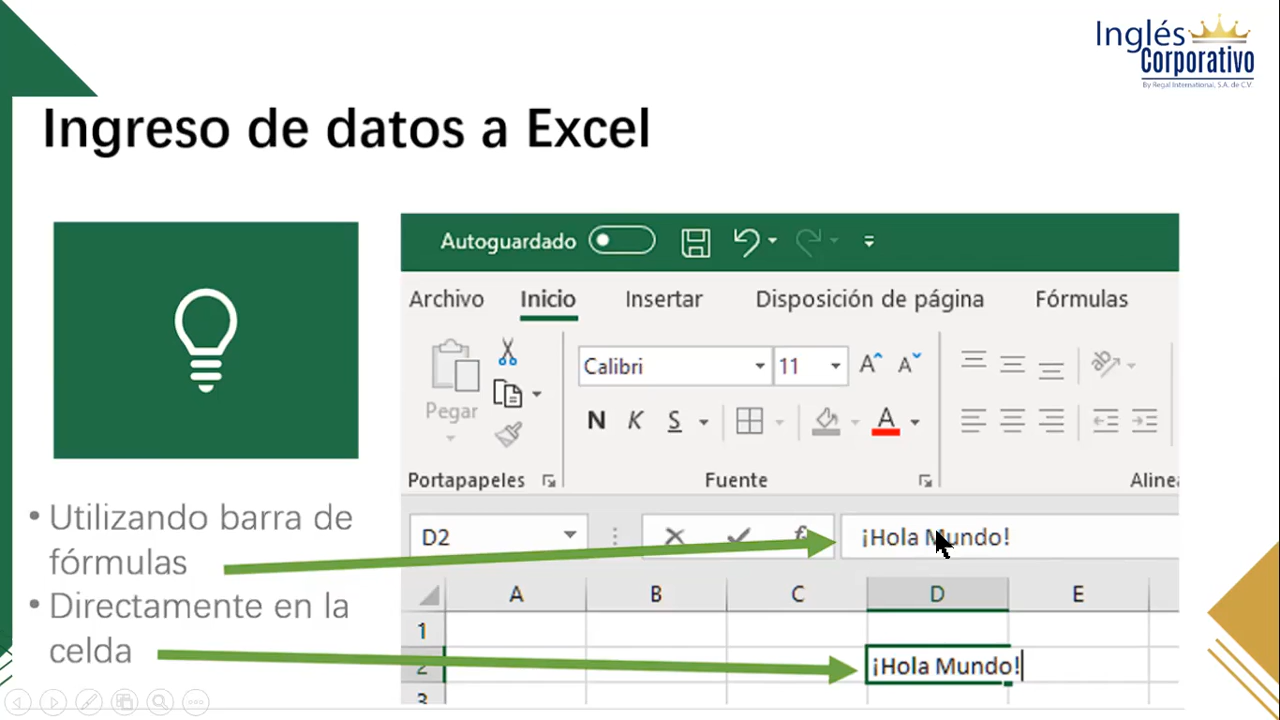 Inglés
Corporativo
By Regal International, S.A. de C.V.
Ingreso de datos a Excel
Autoguardado
Archivo Inicio Insertar Disposición de página Fórmulas
Calibri 11 A A
Pegar
N K S A
Portapapeles Fuente Alinea
• Utilizando barra de
fórmulas
• Directamente en la
celda
D2 ¡Hola Mundo!
A B C D E
1
2 ¡Hola Mundo!
3